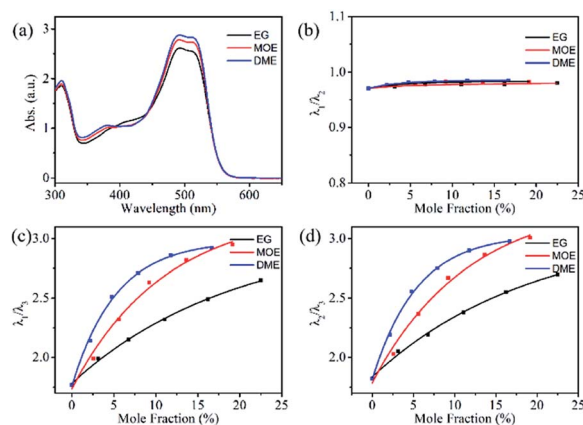 (a)
EG
MOE
DME
Abs. (a.u.)
3
2
1
0
300 400 500 600
Wavelength (nm)
(b)
EG
MOE
DME
λ1/λ2
1.1
1.0
0.9
0.8
0 5 10 15 20 25
Mole Fraction (%)
(c)
EG
MOE
DME
λ1/λ3
3.0
2.5
2.0
0 5 10 15 20 25
Mole Fraction (%)
(d)
EG
MOE
DME
λ2/λ3
3.0
2.5
2.0
0 5 10 15 20 25
Mole Fraction (%)